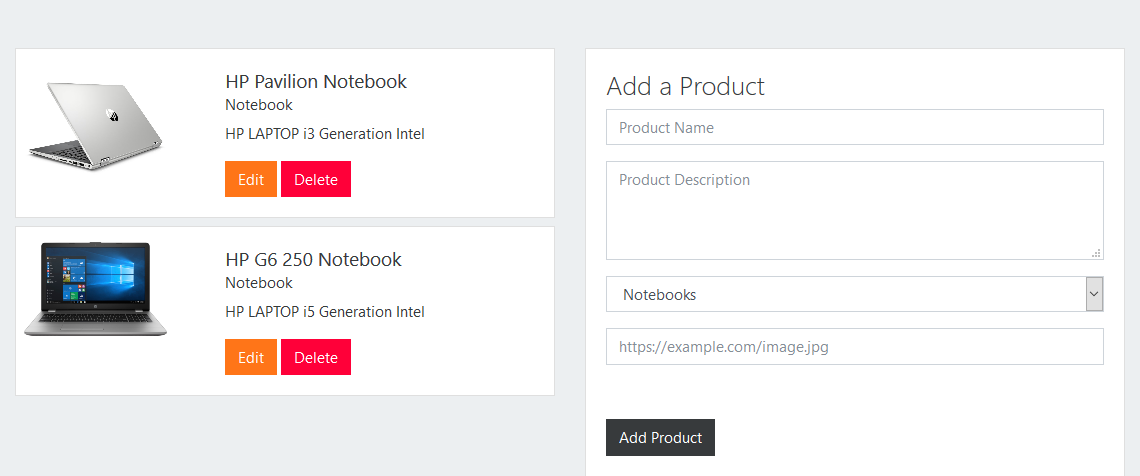 HP Pavilion Notebook
Notebook
HP LAPTOP i3 Generation Intel
Edit Delete
HP G6 250 Notebook
Notebook
HP LAPTOP i5 Generation Intel
Edit Delete
Add a Product
Product Name
Product Description
Notebooks
https://example.com/image.jpg
Add Product